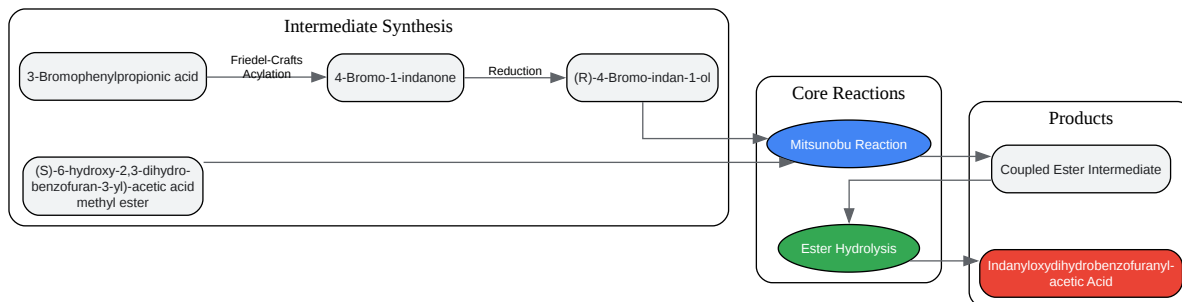 Intermediate Synthesis
3-Bromophenylpropionic acid
Friedel-Crafts
Acylation
4-Bromo-1-indanone
Reduction
(R)-4-Bromo-indan-1-ol
(S)-6-hydroxy-2,3-dihydro-
benzofuran-3-yl)-acetic acid
methyl ester
Core Reactions
Mitsunobu Reaction
Ester Hydrolysis
Products
Coupled Ester Intermediate
Indanyloxydihydrobenzofuranyl-
acetic Acid